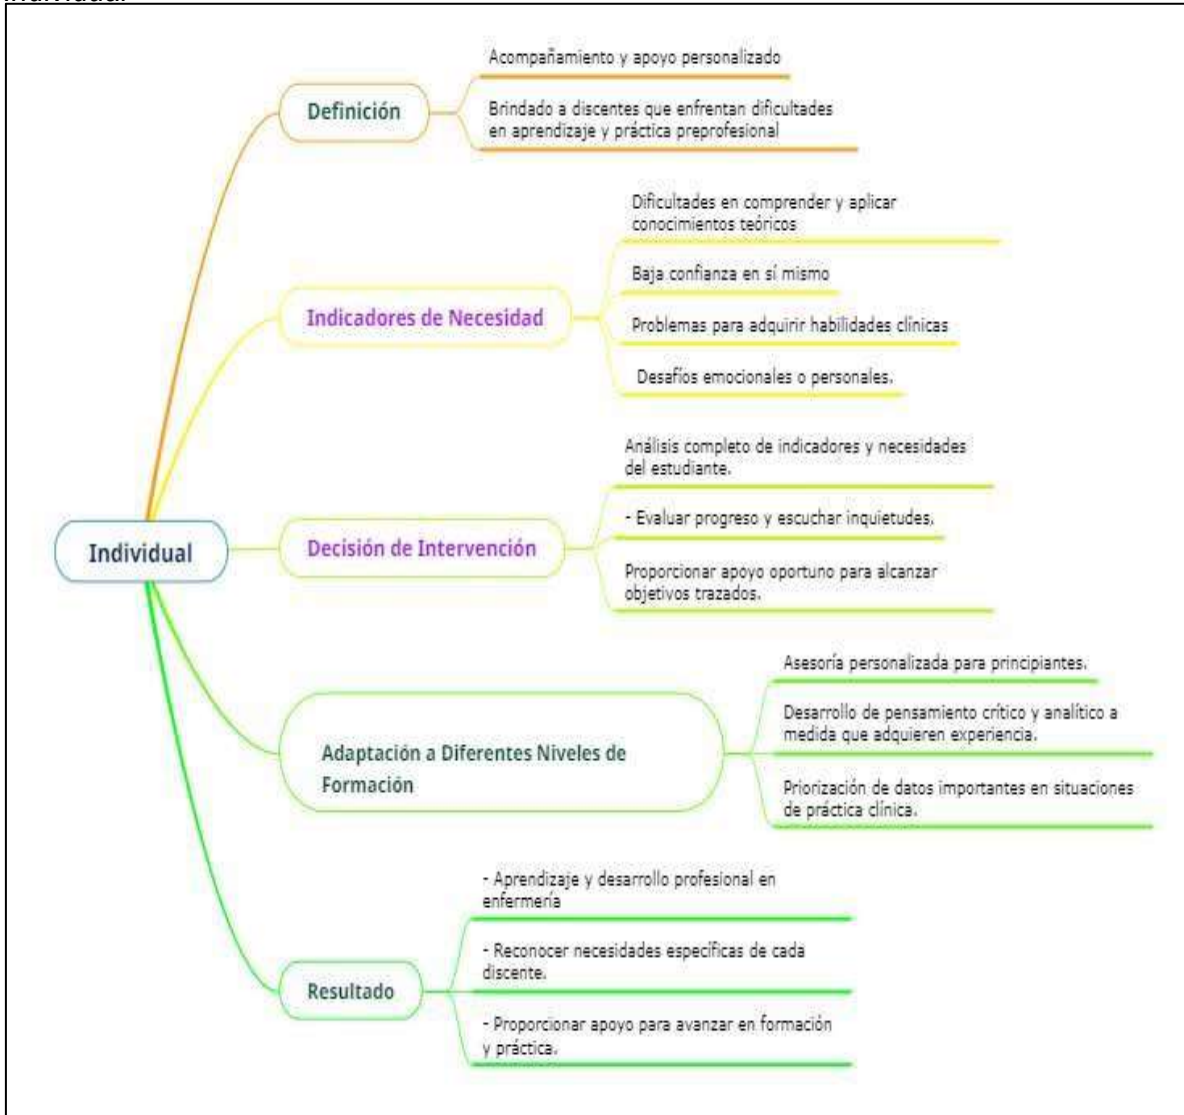 Individual
Definición
Acompañamiento y apoyo personalizado
Brindado a discentes que enfrentan dificultades
en aprendizaje y práctica preprofesional
Indicadores de Necesidad
Dificultades en comprender y aplicar
conocimientos teóricos
Baja confianza en sí mismo
Problemas para adquirir habilidades clínicas
Desafíos emocionales o personales.
Individual
Decisión de Intervención
Análisis completo de indicadores y necesidades
del estudiante.
- Evaluar progreso y escuchar inquietudes.
Proporcionar apoyo oportuno para alcanzar
objetivos trazados.
Adaptación a Diferentes Niveles de
Formación
Asesoría personalizada para principiantes.
Desarrollo de pensamiento crítico y analítico a
medida que adquieren experiencia.
Priorización de datos importantes en situaciones
de práctica clínica.
Resultado
- Aprendizaje y desarrollo profesional en
enfermería
- Reconocer necesidades específicas de cada
discente.
- Proporcionar apoyo para avanzar en formación
y práctica.